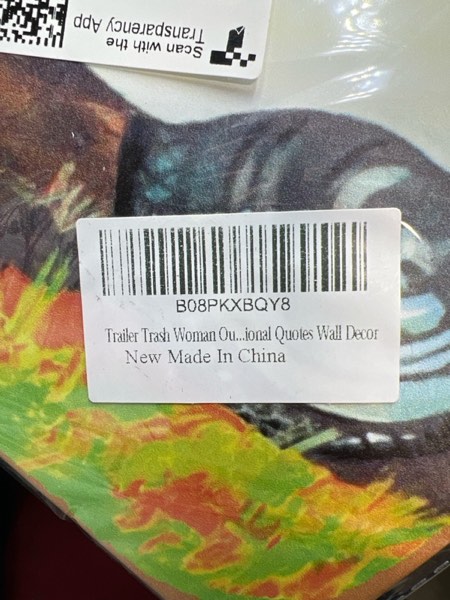 Scan with the
Transparency App
B08PKXBQY8
Trailer Trash Woman Ou...ional Quotes Wall Decor
New Made In China